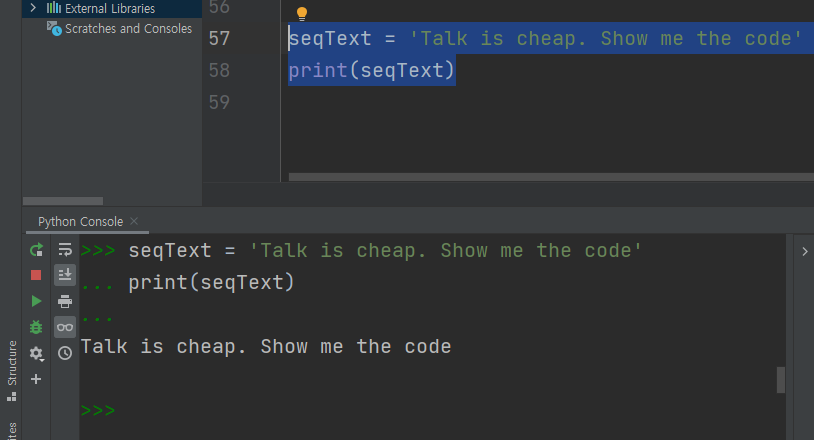 External Libraries
Scratches and Consoles
56
57 seqText = 'Talk is cheap. Show me the code'
58 print(seqText)
59
Python Console
>>> seqText = 'Talk is cheap. Show me the code'
... print(seqText)
...
Talk is cheap. Show me the code
>>>
Structure